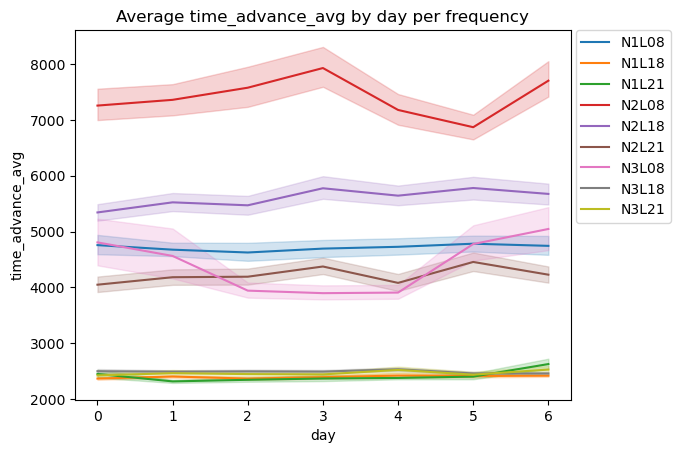 Average time_advance_avg by day per frequency
time_advance_avg
8000
7000
6000
5000
4000
3000
2000
0 1 2 3 4 5 6
day
N1L08
N1L18
N1L21
N2L08
N2L18
N2L21
N3L08
N3L18
N3L21